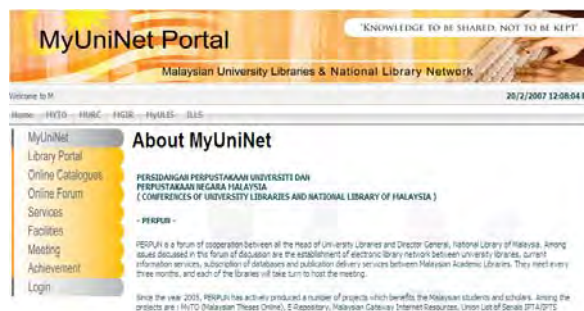 MyUniNet Portal
'KNOWLEDGE TO BE SHARED, NOT TO BE KEPT'
Malaysian University Libraries & National Library Network
Welcome to M
20/2/2007 12:08:04
Home MYTO MURC MGIR MyULIS ILLS
MyUniNet
Library Portal
Online Catalogues
Online Forum
Services
Facilities
Meeting
Achievement
Login
About MyUniNet
PERSIDANGAN PERPUSTAKAAN UNIVERSITI DAN
PERPUSTAKAAN NEGARA MALAYSIA
( CONFERENCES OF UNIVERSITY LIBRARIES AND NATIONAL LIBRARY OF MALAYSIA )
- PERPUN -
PERPUN is a forum of cooperation between all the Head of University Libraries and Director General, National Library of Malaysia. Among
issues discussed in this forum of discussion are the establishment of electronic library network between university libraries, current
information services, subscription of databases and publication delivery services between Malaysian Academic Libraries. They meet every
three months, and each of the libraries will take turn to host the meeting.
Since the year 2005, PERPUN has actively produced a number of projects which benefits the Malaysian students and scholars. Among the
projects are : MyTO (Malaysian Theses Online), E Repository, Malaysian Gateway Internet Resources, Union List of Serials IPTA/IPTS